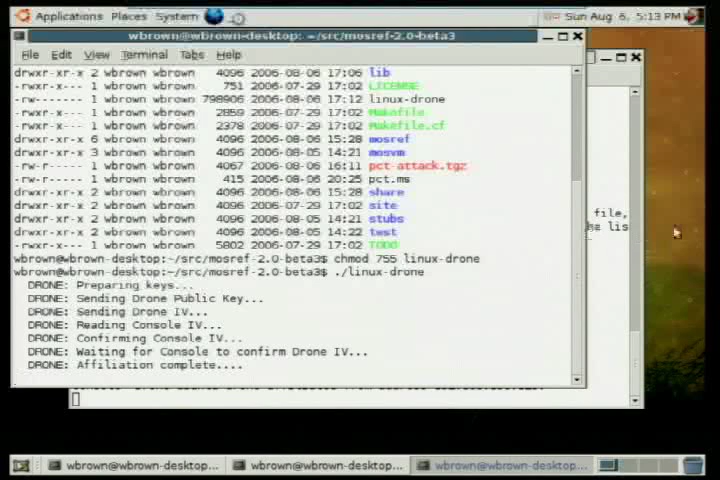 Applications Places System
Sun Aug 6, 5:13 PM
wbrown@wbrown-desktop: ~/src/mosref-2.0-beta3
File Edit View Terminal Tabs Help
drwxr-xr-x 2 wbrown wbrown 4096 2006-08-06 17:06 lib
-rwxr-x--- 1 wbrown wbrown 751 2006-07-29 17:02 LICENSE
-rw------- 1 wbrown wbrown 798906 2006-08-06 17:12 linux-drone
-rwxr-x--- 1 wbrown wbrown 2859 2006-07-29 17:02 Makefile
-rwxr-x--- 1 wbrown wbrown 2378 2006-07-29 17:02 Makefile.cf
drwxr-xr-x 6 wbrown wbrown 4096 2006-08-06 15:28 mosref
drwxr-xr-x 3 wbrown wbrown 4096 2006-08-05 14:21 mosvm
-rw-r----- 1 wbrown wbrown 4067 2006-08-06 16:11 pct-attack.tgz
-rw-r----- 1 wbrown wbrown 415 2006-08-06 20:25 pct.ms
drwxr-xr-x 2 wbrown wbrown 4096 2006-08-06 15:28 share
drwxr-xr-x 2 wbrown wbrown 4096 2006-07-29 17:02 site
drwxr-xr-x 2 wbrown wbrown 4096 2006-08-05 14:21 stubs
drwxr-xr-x 2 wbrown wbrown 4096 2006-08-05 14:22 test
-rwxr-x--- 1 wbrown wbrown 5802 2006-07-29 17:02 TODO
wbrown@wbrown-desktop:~/src/mosref-2.0-beta3$ chmod 755 linux-drone
wbrown@wbrown-desktop:~/src/mosref-2.0-beta3$ ./linux-drone
DRONE: Preparing keys...
DRONE: Sending Drone Public Key...
DRONE: Sending Drone IV...
DRONE: Reading Console IV...
DRONE: Confirming Console IV...
DRONE: Waiting for Console to confirm Drone IV...
DRONE: Affiliation complete....
file,
lis
wbrown@wbrown-desktop... wbrown@wbrown-desktop... wbrown@wbrown-desktop...